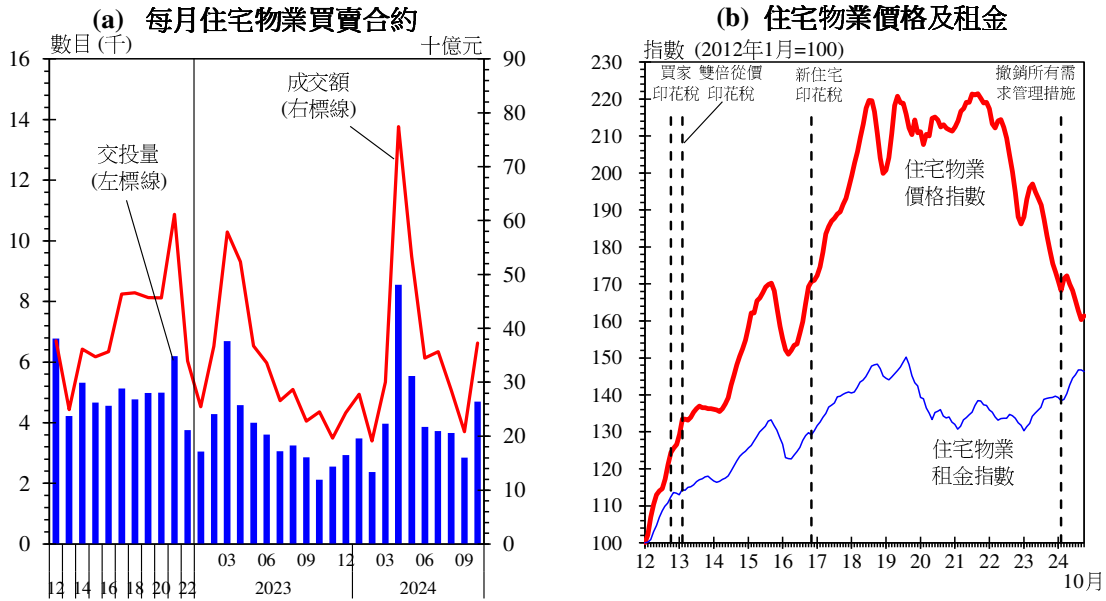 (a) 每月住宅物業買賣合約
數目 (千)
十億元
16
14
12
10
8
6
4
2
0
90
80
70
60
50
40
30
20
10
0
成交額
(右標線)
交投量
(左標線)
03 06 09 12 03 06 09
12 14 16 18 20 22 2023 2024
(b) 住宅物業價格及租金
指數 (2012年1月=100)
230
220
210
200
190
180
170
160
150
140
130
120
110
100
買家
印花稅
雙倍從價
印花稅
新住宅
印花稅
撤銷所有需
求管理措施
住宅物業
價格指數
住宅物業
租金指數
12 13 14 15 16 17 18 19 20 21 22 23 24
10月